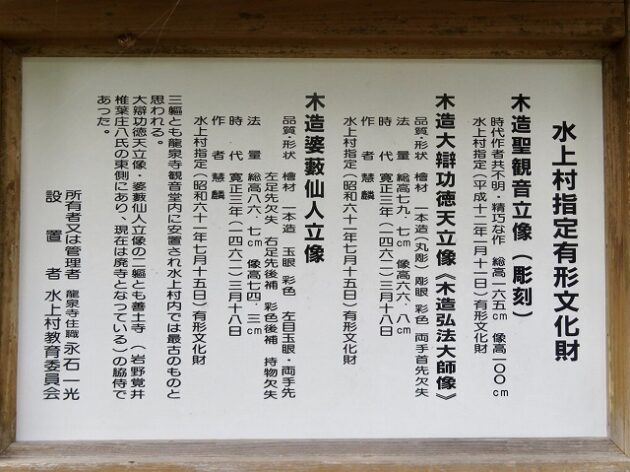 水上村指定有形文化財
木造聖観音立像（彫刻）
時代作者共不明、精巧な作　総高一六五㎝　像高一〇〇㎝
水上村指定（平成十二年二月十一日）有形文化財
木造大辯功徳天立像《木造弘法大師像》
品質・形状　檜材　一本造（丸彫）彫眼　彩色　両手首先欠失
法　量　総高七九、七㎝　像高六六、八㎝
時　代　寛正三年（一四六二）三月十八日
作　者　慧麟
水上村指定（昭和六十一年七月十五日）有形文化財
木造婆藪仙人立像
品質・形状　檜材　一本造　玉眼　彩色　左目玉眼・両手先
左足先欠失　右足先後補　彩色後補　持物欠失
法　量　総高八六、七㎝　像高七四、三㎝
時　代　寛正三年（一四六二）三月十八日
作　者　慧麟
水上村指定（昭和六十一年七月十五日）有形文化財
三軀とも龍泉寺観音堂内に安置され水上村内では最古のものと
思われる。
大辯功徳天立像・婆藪仙人立像の二軀とも善土寺（岩野覚井
椎葉庄八氏の東側にあり、現在は廃寺となっている）の脇侍で
あった。
所有者又は管理者　龍泉寺住職　永石一光
設　置　者　水上村教育委員会